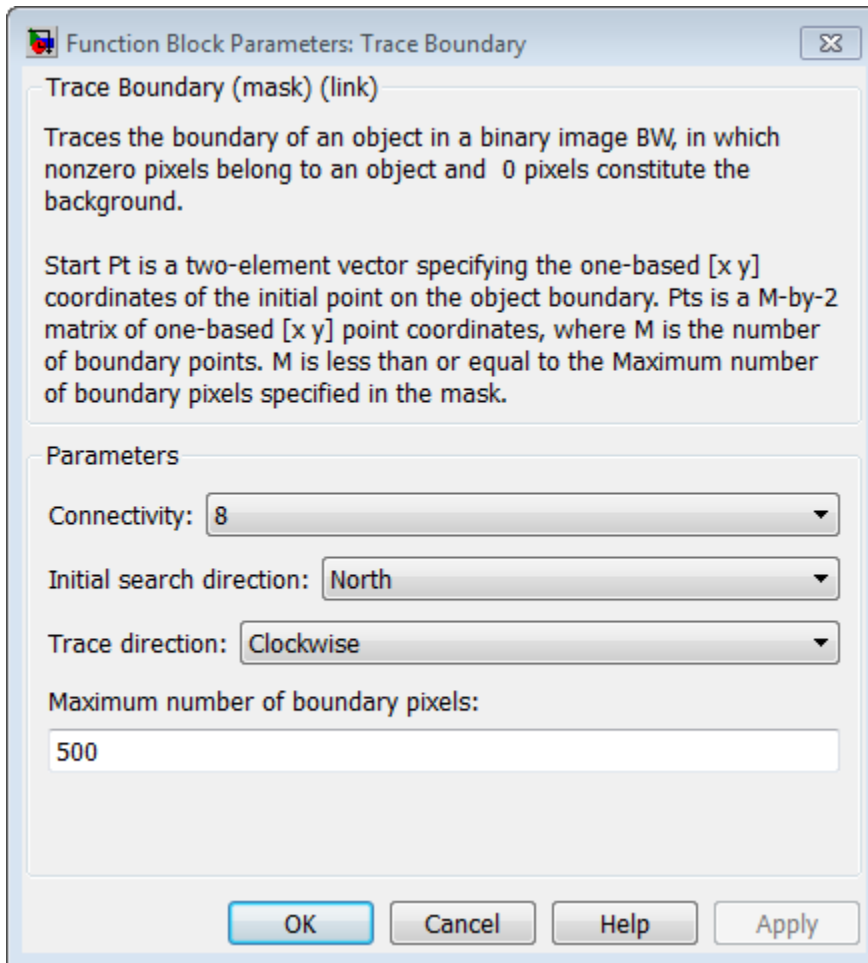 Function Block Parameters: Trace Boundary
Trace Boundary (mask) (link)
Traces the boundary of an object in a binary image BW, in which
nonzero pixels belong to an object and  0 pixels constitute the
background.
Start Pt is a two-element vector specifying the one-based [x y]
coordinates of the initial point on the object boundary. Pts is a M-by-2
matrix of one-based [x y] point coordinates, where M is the number
of boundary points. M is less than or equal to the Maximum number
of boundary pixels specified in the mask.
Parameters
Connectivity: 8
Initial search direction: North
Trace direction: Clockwise
Maximum number of boundary pixels:
500
OK Cancel Help Apply